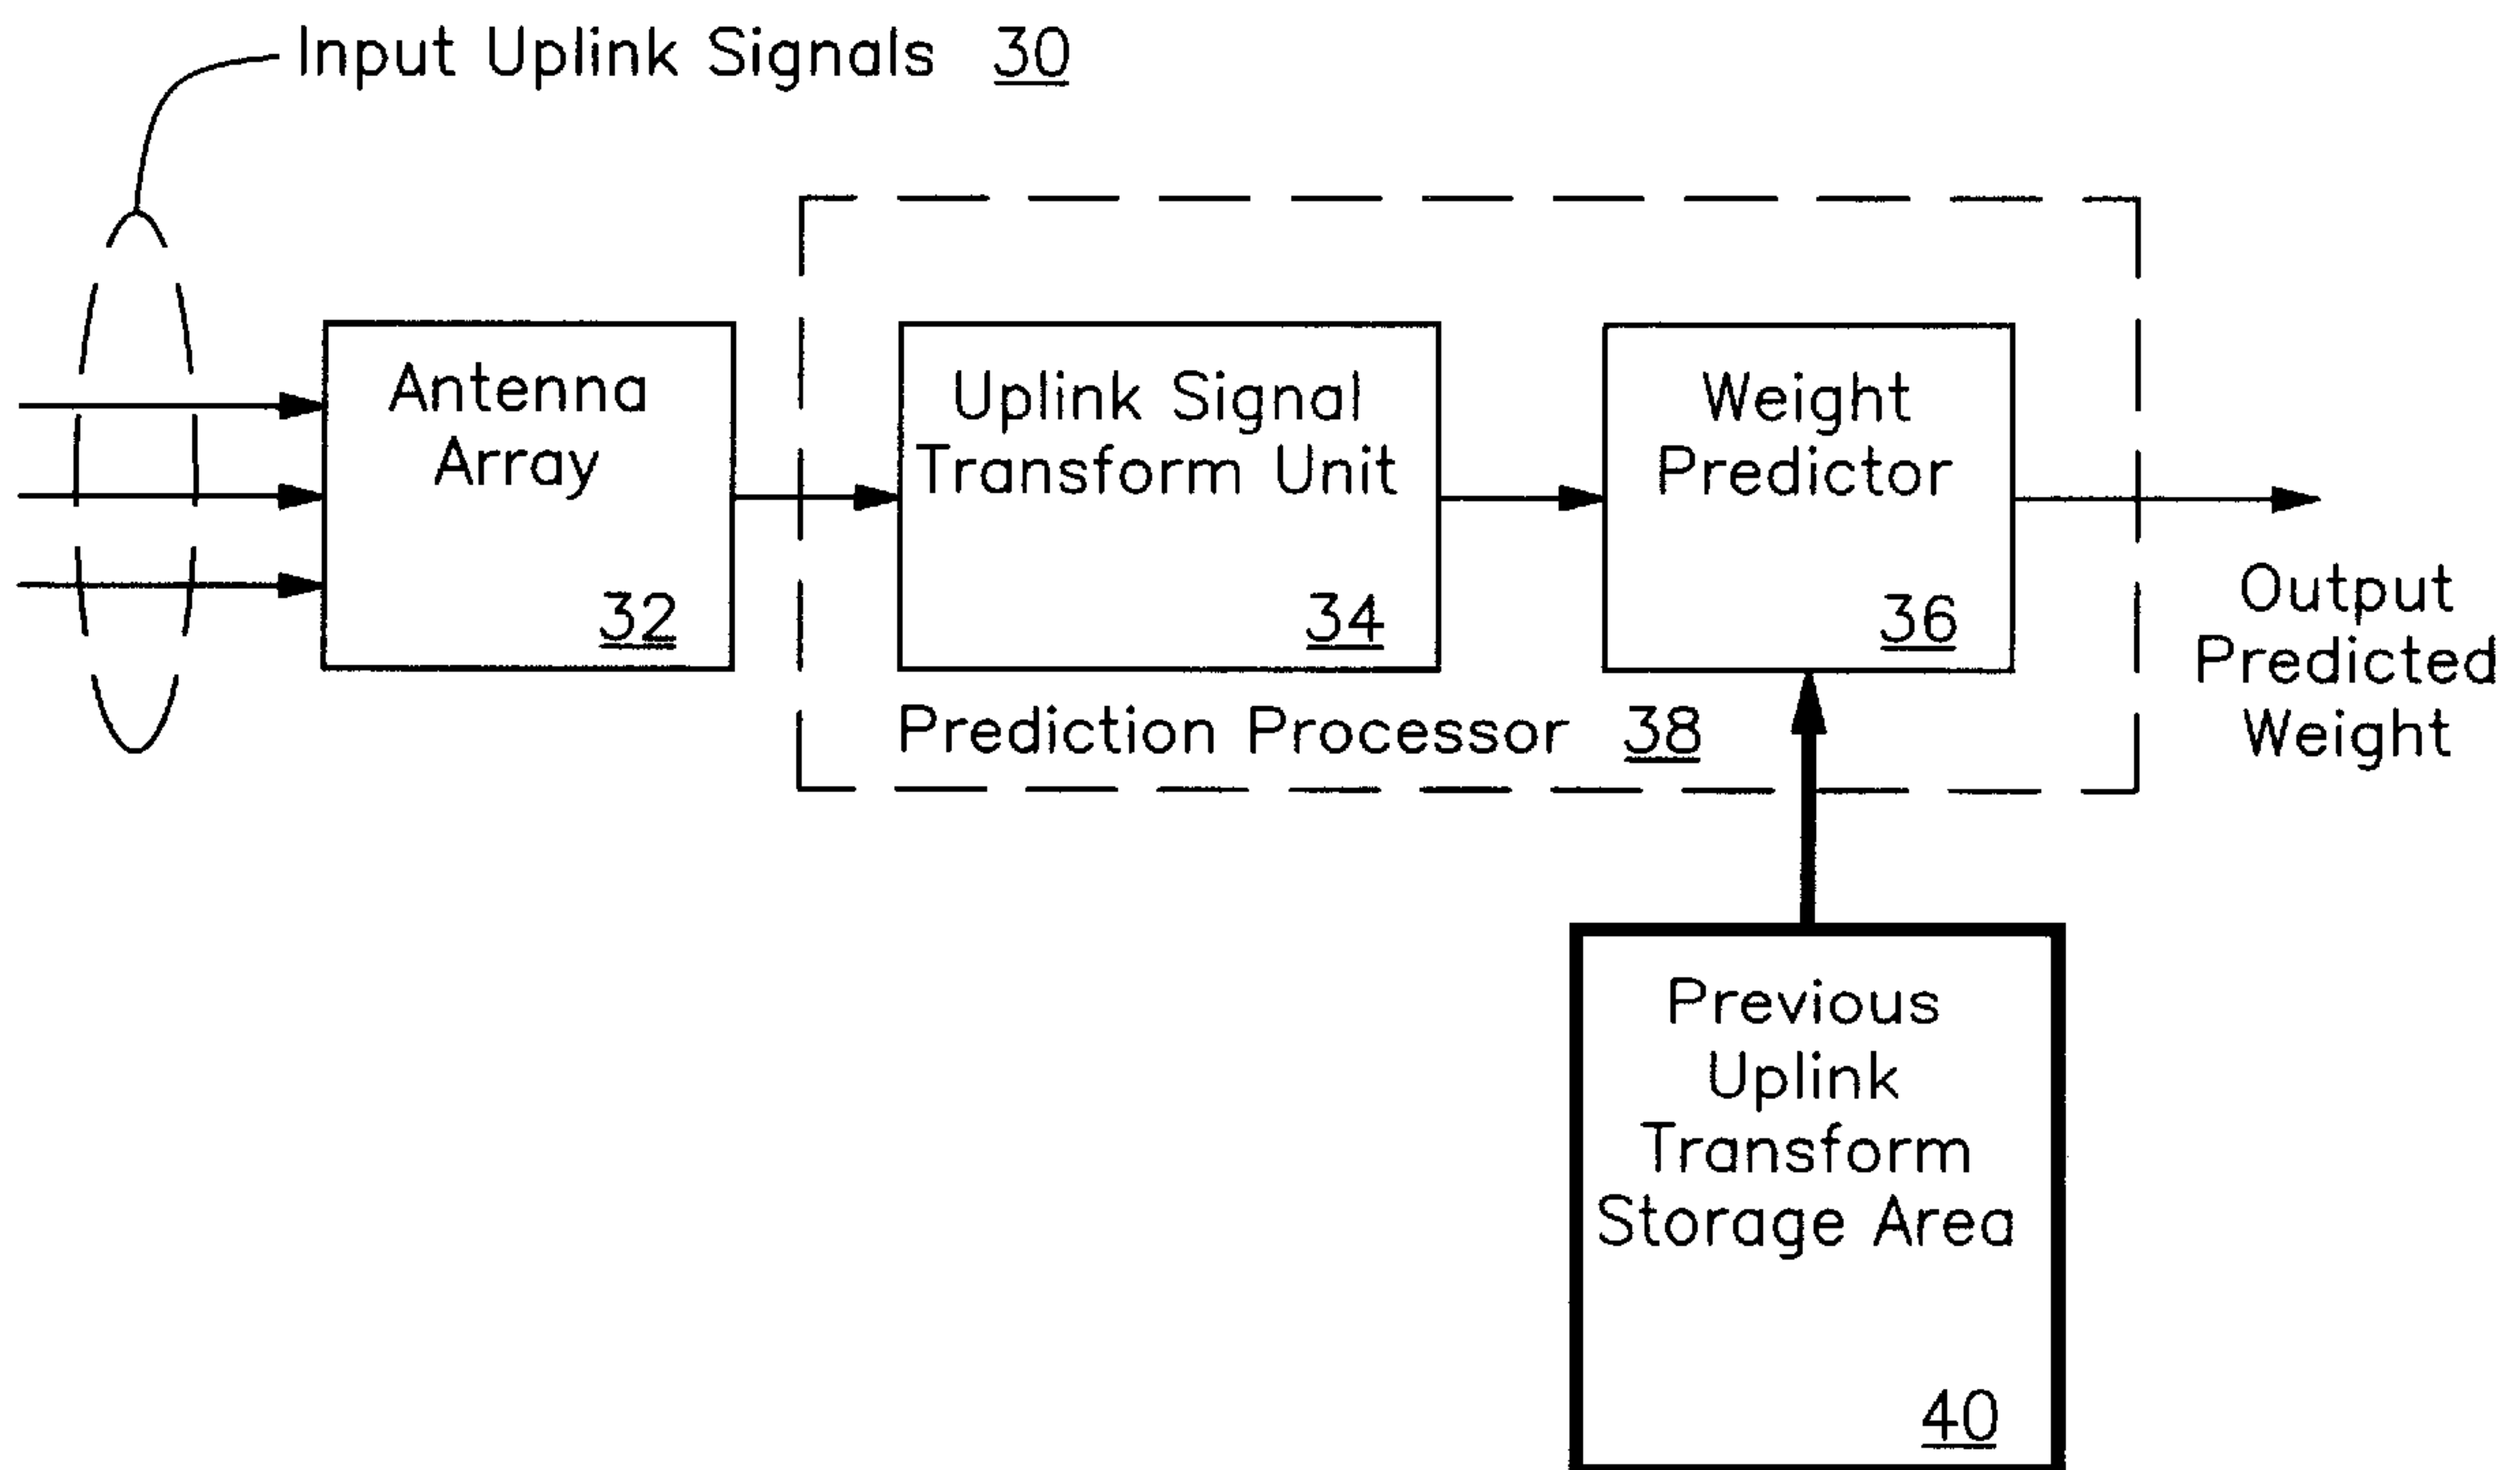 Input Uplink Signals 30
Antenna
Array
32
Uplink Signal
Transform Unit
34
Weight
Predictor
36
Prediction Processor 38
Output
Predicted
Weight
Previous
Uplink
Transform
Storage Area
40